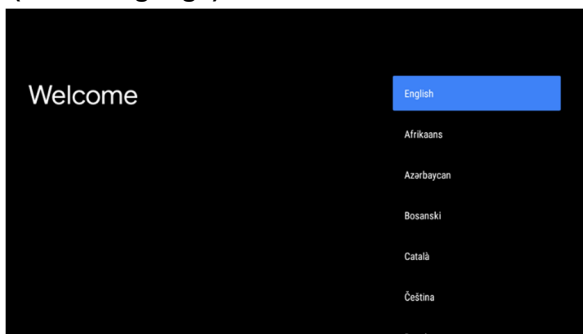 Welcome
English
Afrikaans
Azərbaycan
Bosanski
Català
Čeština